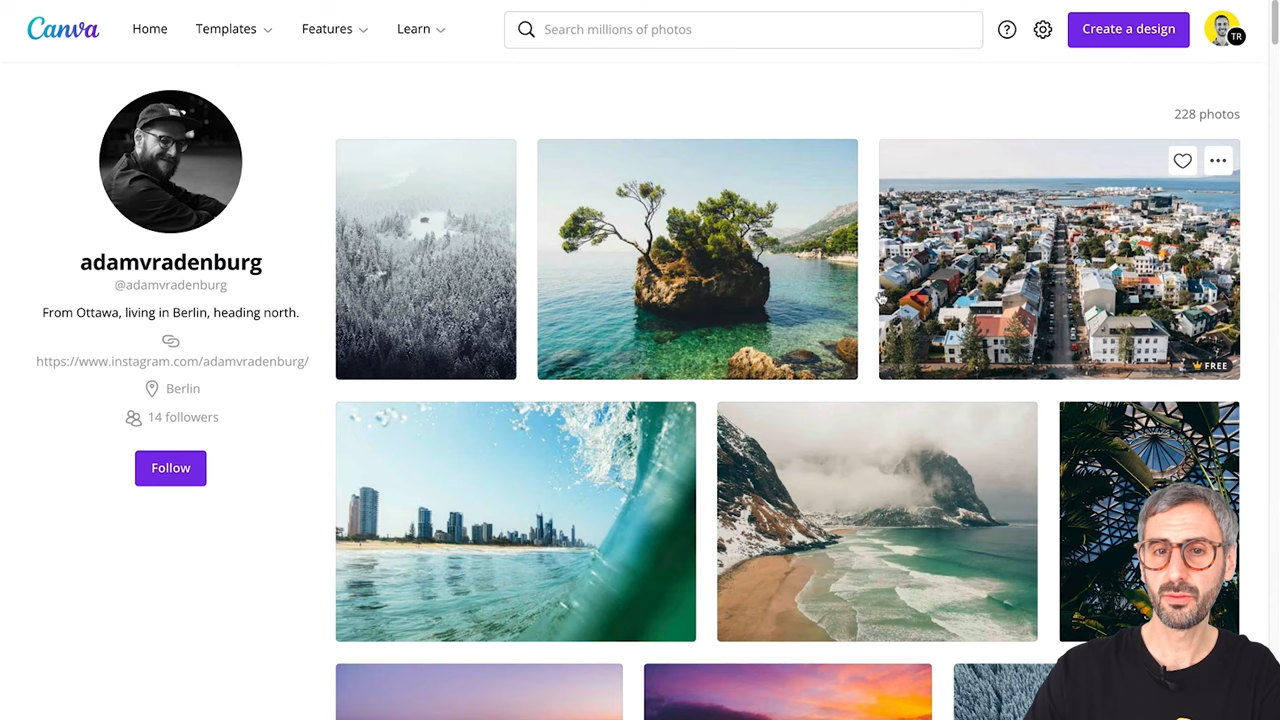 Canva
Home
Templates
Features
Learn
Search millions of photos
?
Create a design
TR
228 photos
adamvradenburg
@adamvradenburg
From Ottawa, living in Berlin, heading north.
https://www.instagram.com/adamvradenburg/
Berlin
14 followers
Follow
FREE